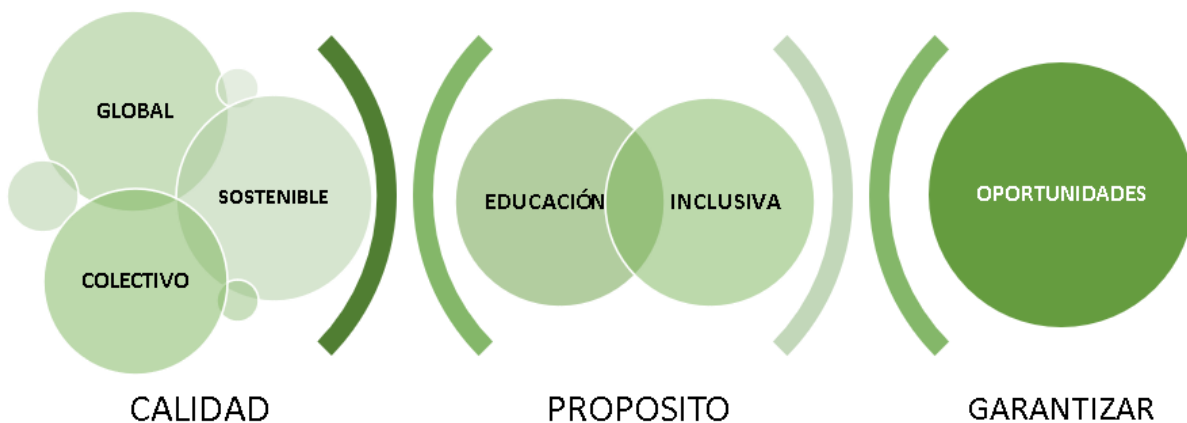 GLOBAL
SOSTENIBLE
COLECTIVO
CALIDAD
EDUCACIÓN
INCLUSIVA
PROPOSITO
OPORTUNIDADES
GARANTIZAR